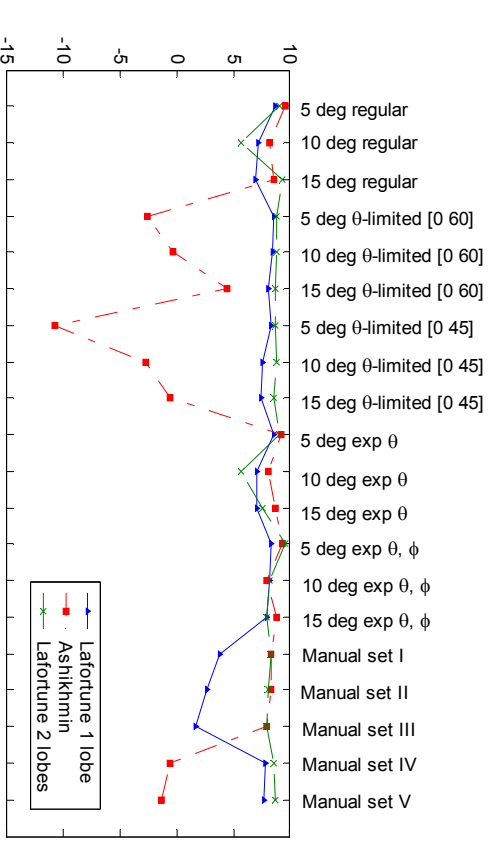 -15
-10
-5
0
5
10
5 deg regular
10 deg regular
15 deg regular
5 deg θ-limited [0 60]
10 deg θ-limited [0 60]
15 deg θ-limited [0 60]
5 deg θ-limited [0 45]
10 deg θ-limited [0 45]
15 deg θ-limited [0 45]
5 deg exp θ
10 deg exp θ
15 deg exp θ
5 deg exp θ, ϕ
10 deg exp θ, ϕ
15 deg exp θ, ϕ
Manual set I
Manual set II
Manual set III
Manual set IV
Manual set V
Lafortune 1 lobe
Ashikhmin
Lafortune 2 lobes